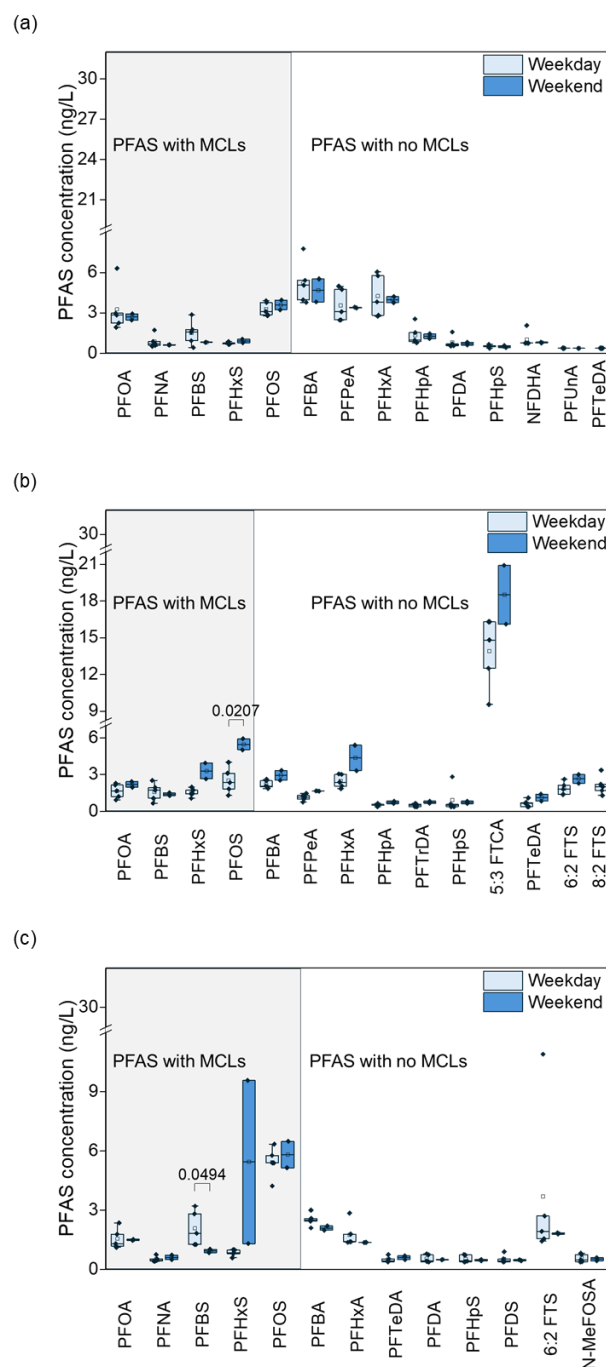 (a)
PFAS concentration (ng/L)
30
27
24
21
6
3
0
Weekday
Weekend
PFAS with MCLs
PFAS with no MCLs
PFOA
PFNA
PFBS
PFHxS
PFOS
PFBA
PFPeA
PFHxA
PFHpA
PFDA
PFHpS
NFDHA
PFUnA
PFTeDA
(b)
PFAS concentration (ng/L)
30
21
18
15
12
9
6
3
0
Weekday
Weekend
PFAS with MCLs
PFAS with no MCLs
0.0207
PFOA
PFBS
PFHxS
PFOS
PFBA
PFPeA
PFHxA
PFHpA
PFTrDA
PFHpS
5:3 FTCA
PFTeDA
6:2 FTS
8:2 FTS
(c)
PFAS concentration (ng/L)
30
9
6
3
0
Weekday
Weekend
PFAS with MCLs
PFAS with no MCLs
0.0494
PFOA
PFNA
PFBS
PFHxS
PFOS
PFBA
PFHxA
PFTeDA
PFDA
PFHpS
PFDS
6:2 FTS
N-MeFOSA